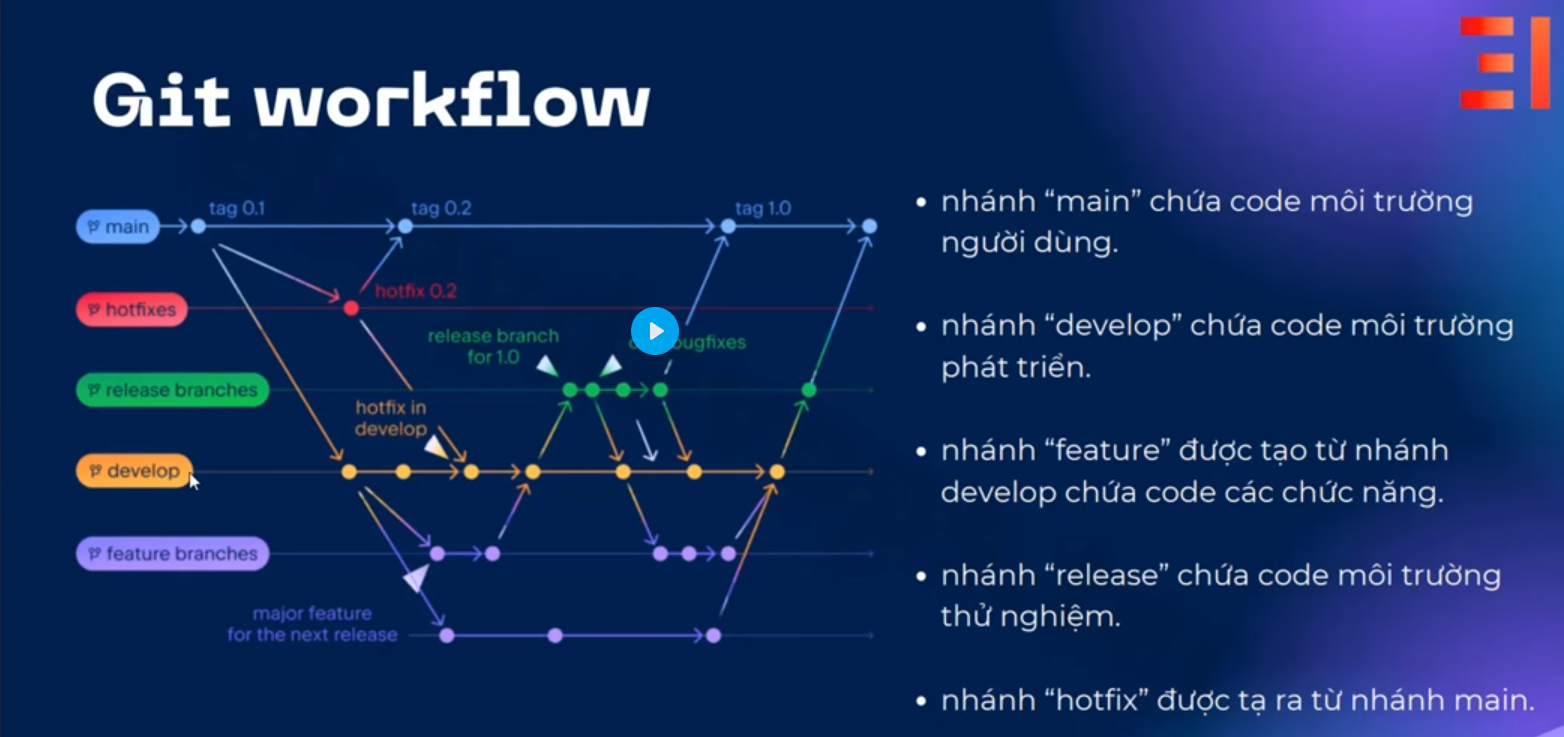 Git workflow
tag 0.1
tag 0.2
tag 1.0
main
hotfix 0.2
hotfixes
release branch
for 1.0
bugfixes
release branches
hotfix in
develop
develop
feature branches
major feature
for the next release
nhánh “main” chứa code môi trường
người dùng.
nhánh “develop” chứa code môi trường
phát triển.
nhánh “feature” được tạo từ nhánh
develop chứa code các chức năng.
nhánh “release” chứa code môi trường
thử nghiệm.
nhánh “hotfix” được tạ ra từ nhánh main.